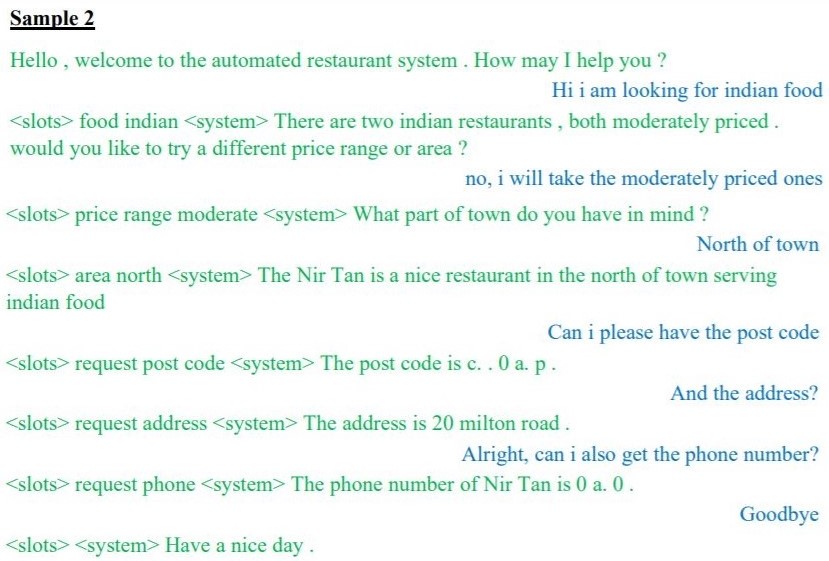 Sample 2
Hello , welcome to the automated restaurant system . How may I help you ?
Hi i am looking for indian food
<slots> food indian <system> There are two indian restaurants , both moderately priced .
would you like to try a different price range or area ?
no, i will take the moderately priced ones
<slots> price range moderate <system> What part of town do you have in mind ?
North of town
<slots> area north <system> The Nir Tan is a nice restaurant in the north of town serving
indian food
Can i please have the post code
<slots> request post code <system> The post code is c. . 0 a. p .
And the address?
<slots> request address <system> The address is 20 milton road .
Alright, can i also get the phone number?
<slots> request phone <system> The phone number of Nir Tan is 0 a. 0 .
Goodbye
<slots> <system> Have a nice day .